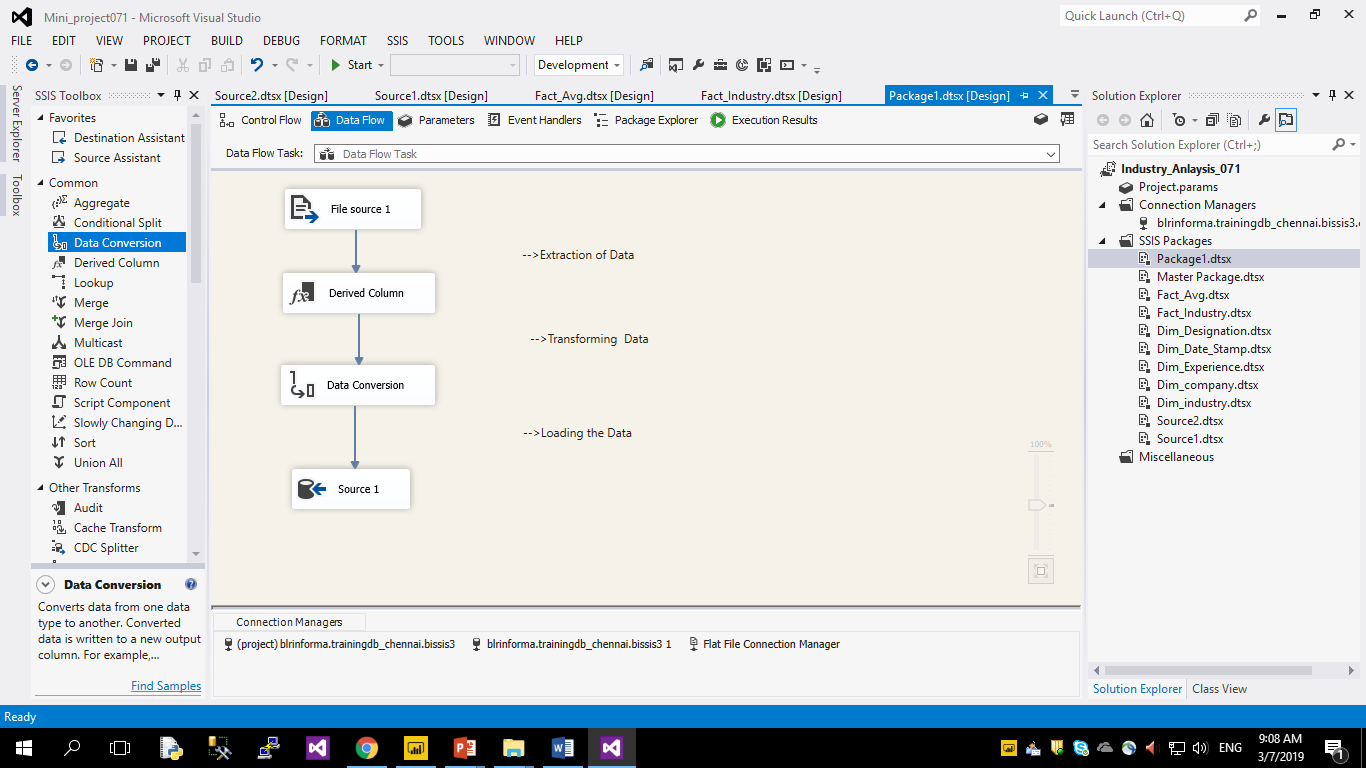 Mini_project071 - Microsoft Visual Studio
Quick Launch (Ctrl+Q)
FILE EDIT VIEW PROJECT BUILD DEBUG FORMAT SSIS TOOLS WINDOW HELP
Start
Development
Server Explorer
Toolbox
SSIS Toolbox
Favorites
Destination Assistant
Source Assistant
Common
Aggregate
Conditional Split
Data Conversion
Derived Column
Lookup
Merge
Merge Join
Multicast
OLE DB Command
Row Count
Script Component
Slowly Changing D...
Sort
Union All
Other Transforms
Audit
Cache Transform
CDC Splitter
Data Conversion
Converts data from one data
type to another. Converted
data is written to a new output
column. For example,...
Find Samples
Source2.dtsx [Design] Source1.dtsx [Design] Fact_Avg.dtsx [Design] Fact_Industry.dtsx [Design] Package1.dtsx [Design]
Control Flow Data Flow Parameters Event Handlers Package Explorer Execution Results
Data Flow Task: Data Flow Task
File source 1
-->Extraction of Data
Derived Column
-->Transforming Data
Data Conversion
-->Loading the Data
Source 1
100%
Connection Managers
(project) blrinforma.trainingdb_chennai.bissis3 blrinforma.trainingdb_chennai.bissis3 1 Flat File Connection Manager
Solution Explorer
Search Solution Explorer (Ctrl+;)
Industry_Anlaysis_071
Project.params
Connection Managers
blrinforma.trainingdb_chennai.bissis3.
SSIS Packages
Package1.dtsx
Master Package.dtsx
Fact_Avg.dtsx
Fact_Industry.dtsx
Dim_Designation.dtsx
Dim_Date_Stamp.dtsx
Dim_Experience.dtsx
Dim_company.dtsx
Dim_industry.dtsx
Source2.dtsx
Source1.dtsx
Miscellaneous
Solution Explorer Class View
Ready
ENG
9:08 AM
3/7/2019
1